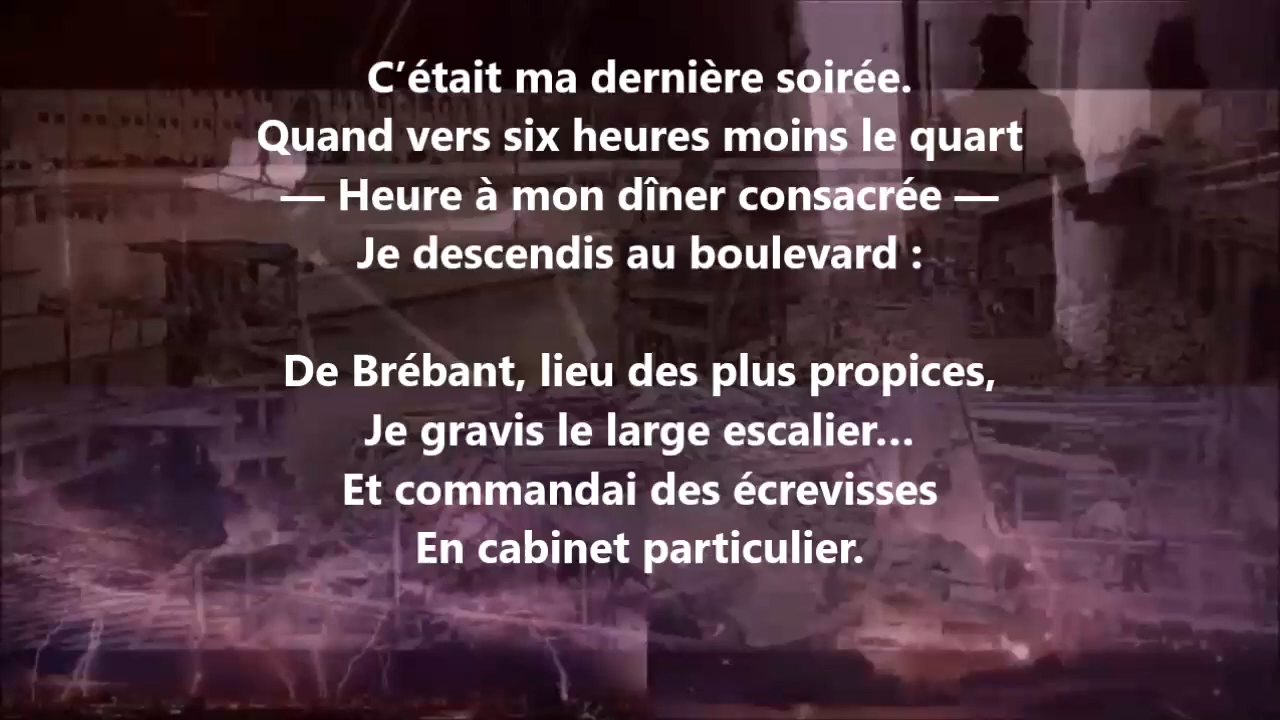 C’était ma dernière soirée.
Quand vers six heures moins le quart
— Heure à mon dîner consacrée —
Je descendis au boulevard :
De Brébant, lieu des plus propices,
Je gravis le large escalier…
Et commandai des écrevisses
En cabinet particulier.